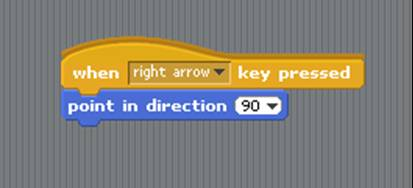 when right arrow key pressed
point in direction 90